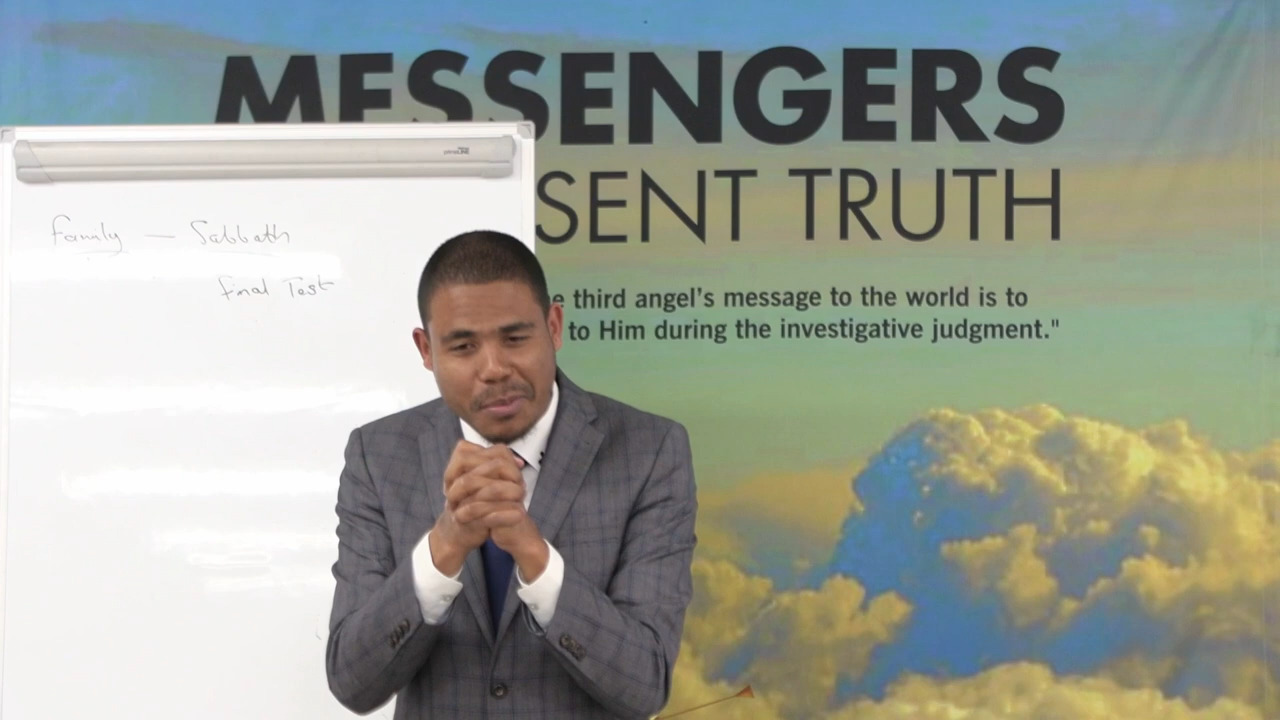 MESSENGERS
SENT TRUTH
e third angel's message to the world is to
to Him during the investigative judgment."
Family — Sabbath
final Test